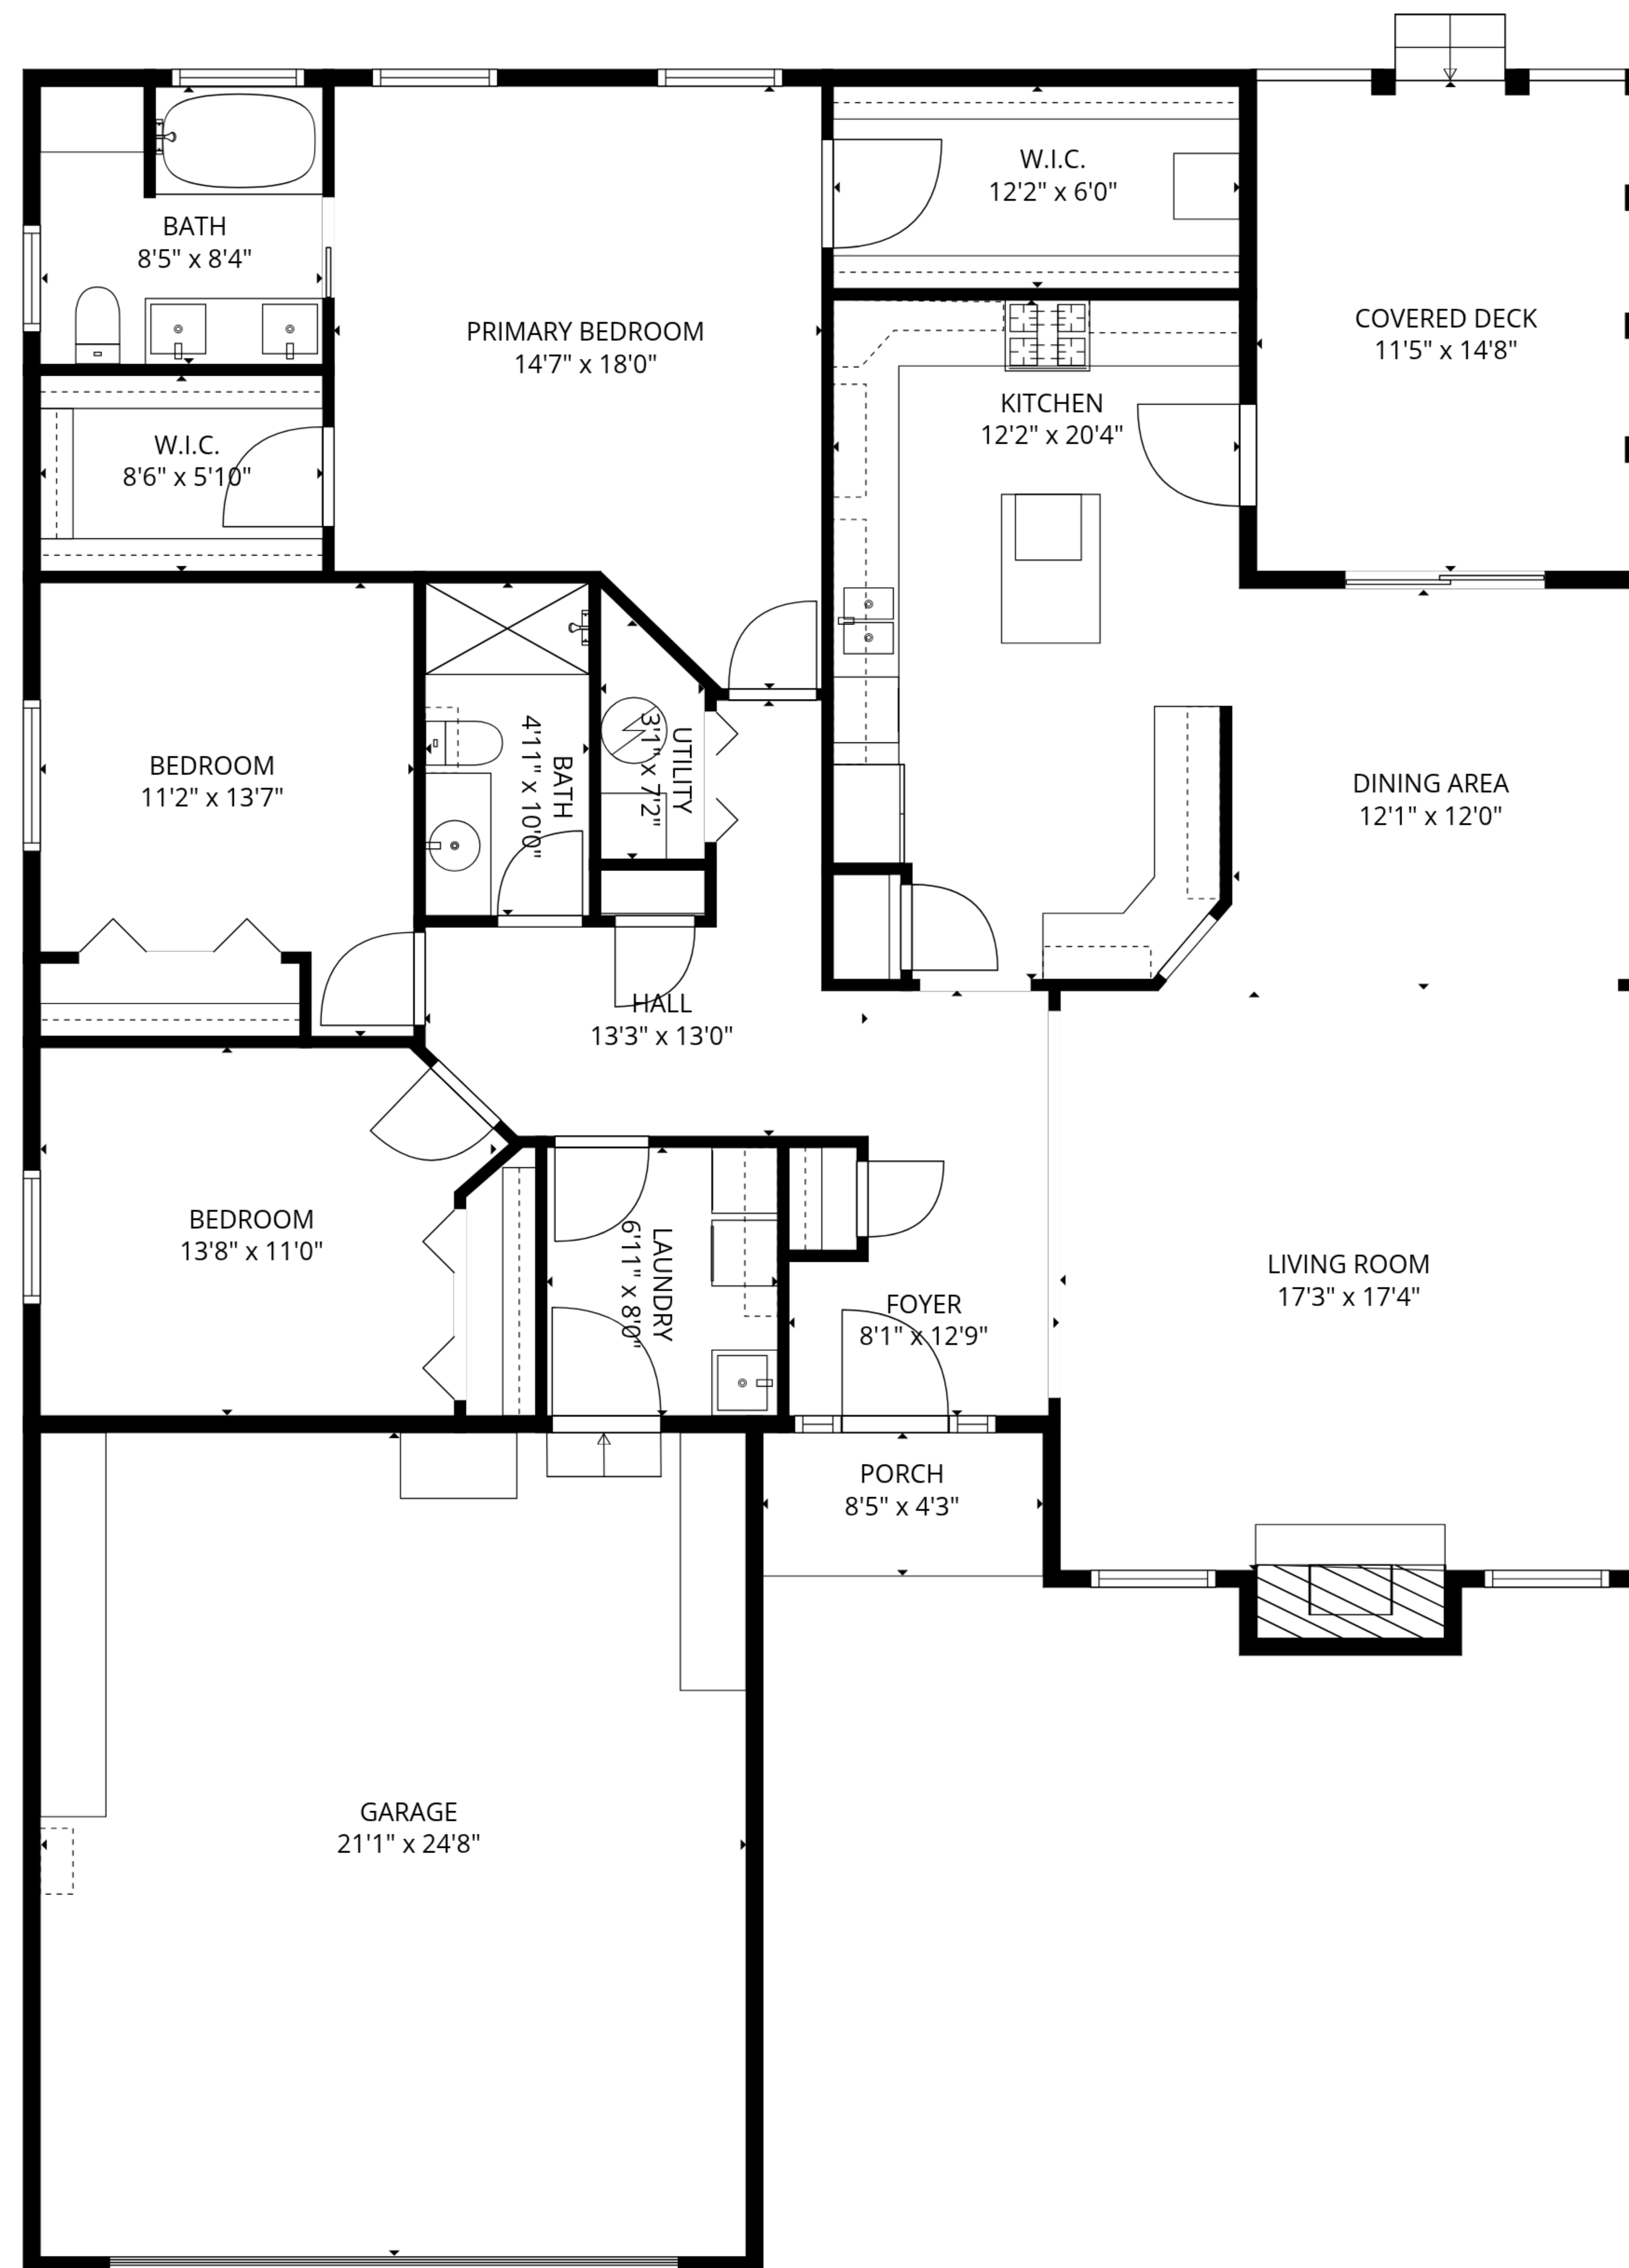 W.I.C.
12'2" x 6'0"
BATH
8'5" x 8'4"
PRIMARY BEDROOM
14'7" x 18'0"
COVERED DECK
11'5" x 14'8"
KITCHEN
12'2" x 20'4"
W.I.C.
8'6" x 5'10"
BEDROOM
11'2" x 13'7"
BATH
4'11" x 10'0"
UTILITY
3'1" x 7'2"
DINING AREA
12'1" x 12'0"
HALL
13'3" x 13'0"
BEDROOM
13'8" x 11'0"
LAUNDRY
6'11" x 8'0"
FOYER
8'1" x 12'9"
LIVING ROOM
17'3" x 17'4"
PORCH
8'5" x 4'3"
GARAGE
21'1" x 24'8"